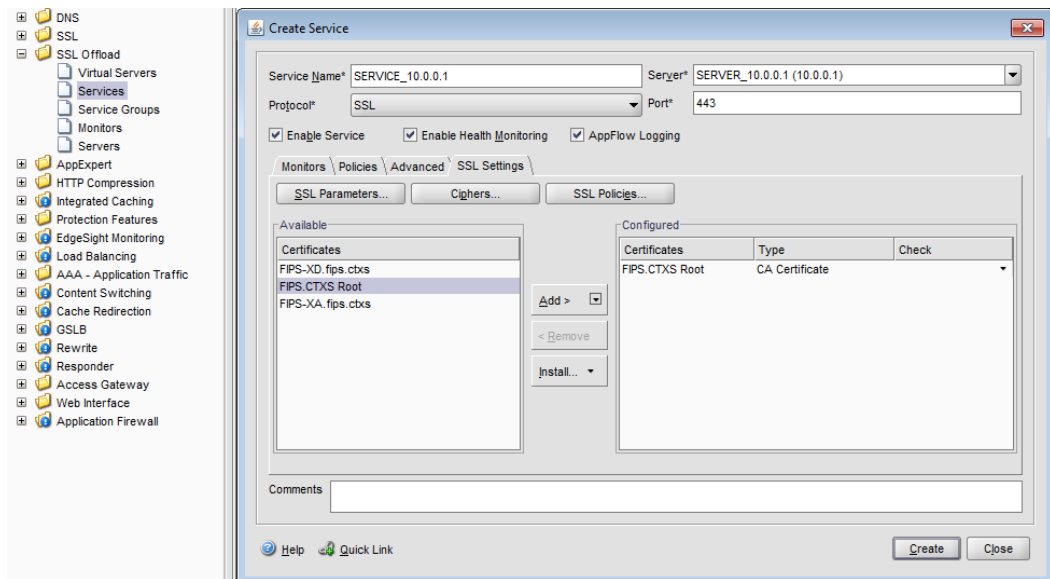 DNS
SSL
SSL Offload
Virtual Servers
Services
Service Groups
Monitors
Servers
AppExpert
HTTP Compression
Integrated Caching
Protection Features
EdgeSight Monitoring
Load Balancing
AAA - Application Traffic
Content Switching
Cache Redirection
GSLB
Rewrite
Responder
Access Gateway
Web Interface
Application Firewall
Create Service
Service Name* SERVICE_10.0.0.1 Server* SERVER_10.0.0.1 (10.0.0.1)
Protocol* SSL Port* 443
Enable Service Enable Health Monitoring AppFlow Logging
Monitors Policies Advanced SSL Settings
SSL Parameters... Ciphers... SSL Policies...
Available
Certificates
FIPS-XD.fips.ctxs
FIPS.CTXS Root
FIPS-XA.fips.ctxs
Add >
< Remove
Install...
Configured
Certificates Type Check
FIPS.CTXS Root CA Certificate
Comments
Help Quick Link Create Close